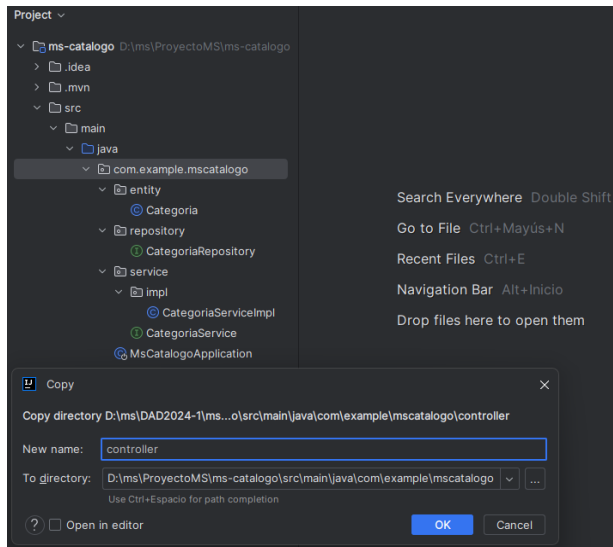 Project
ms-catalogo D:\ms\ProyectoMS\ms-catalogo
.idea
.mvn
src
main
java
com.example.mscatalogo
entity
Categoria
repository
CategoriaRepository
service
impl
CategoriaServiceImpl
CategoriaService
MsCatalogoApplication
Search Everywhere Double Shift
Go to File Ctrl+Mayús+N
Recent Files Ctrl+E
Navigation Bar Alt+Inicio
Drop files here to open them
Copy
Copy directory D:\ms\DAD2024-1\ms...o\src\main\java\com\example\mscatalogo\controller
New name: controller
To directory: D:\ms\ProyectoMS\ms-catalogo\src\main\java\com\example\mscatalogo ...
Use Ctrl+Espacio for path completion
? Open in editor OK Cancel